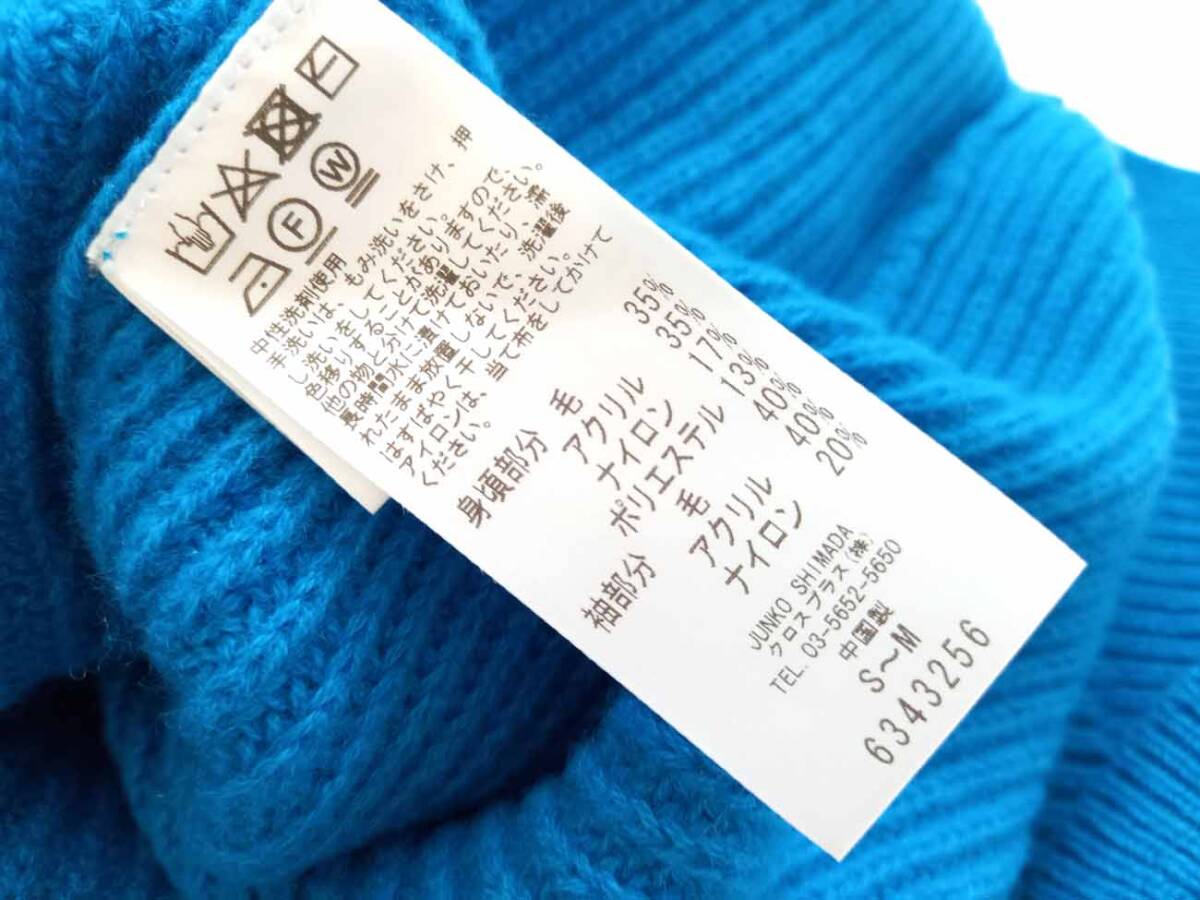 F W
中性洗剤使用
手洗いは、もみ洗いをさけ、押
し洗いをしてください。
色移りすることがありますので、
他の物と分けて洗濯してください。
長時間水に漬けておいたり、濡
れたまま放置しないで、洗濯後
はすばやく干してください。
アイロンは、当て布をしてかけて
ください。
身頃部分 毛 35%
アクリル 35%
ナイロン 17%
ポリエステル 13%
袖部分 毛 40%
アクリル 40%
ナイロン 20%
JUNKO SHIMADA
クロスプラス(株)
TEL. 03-5652-5650
中国製
S～M
6343256